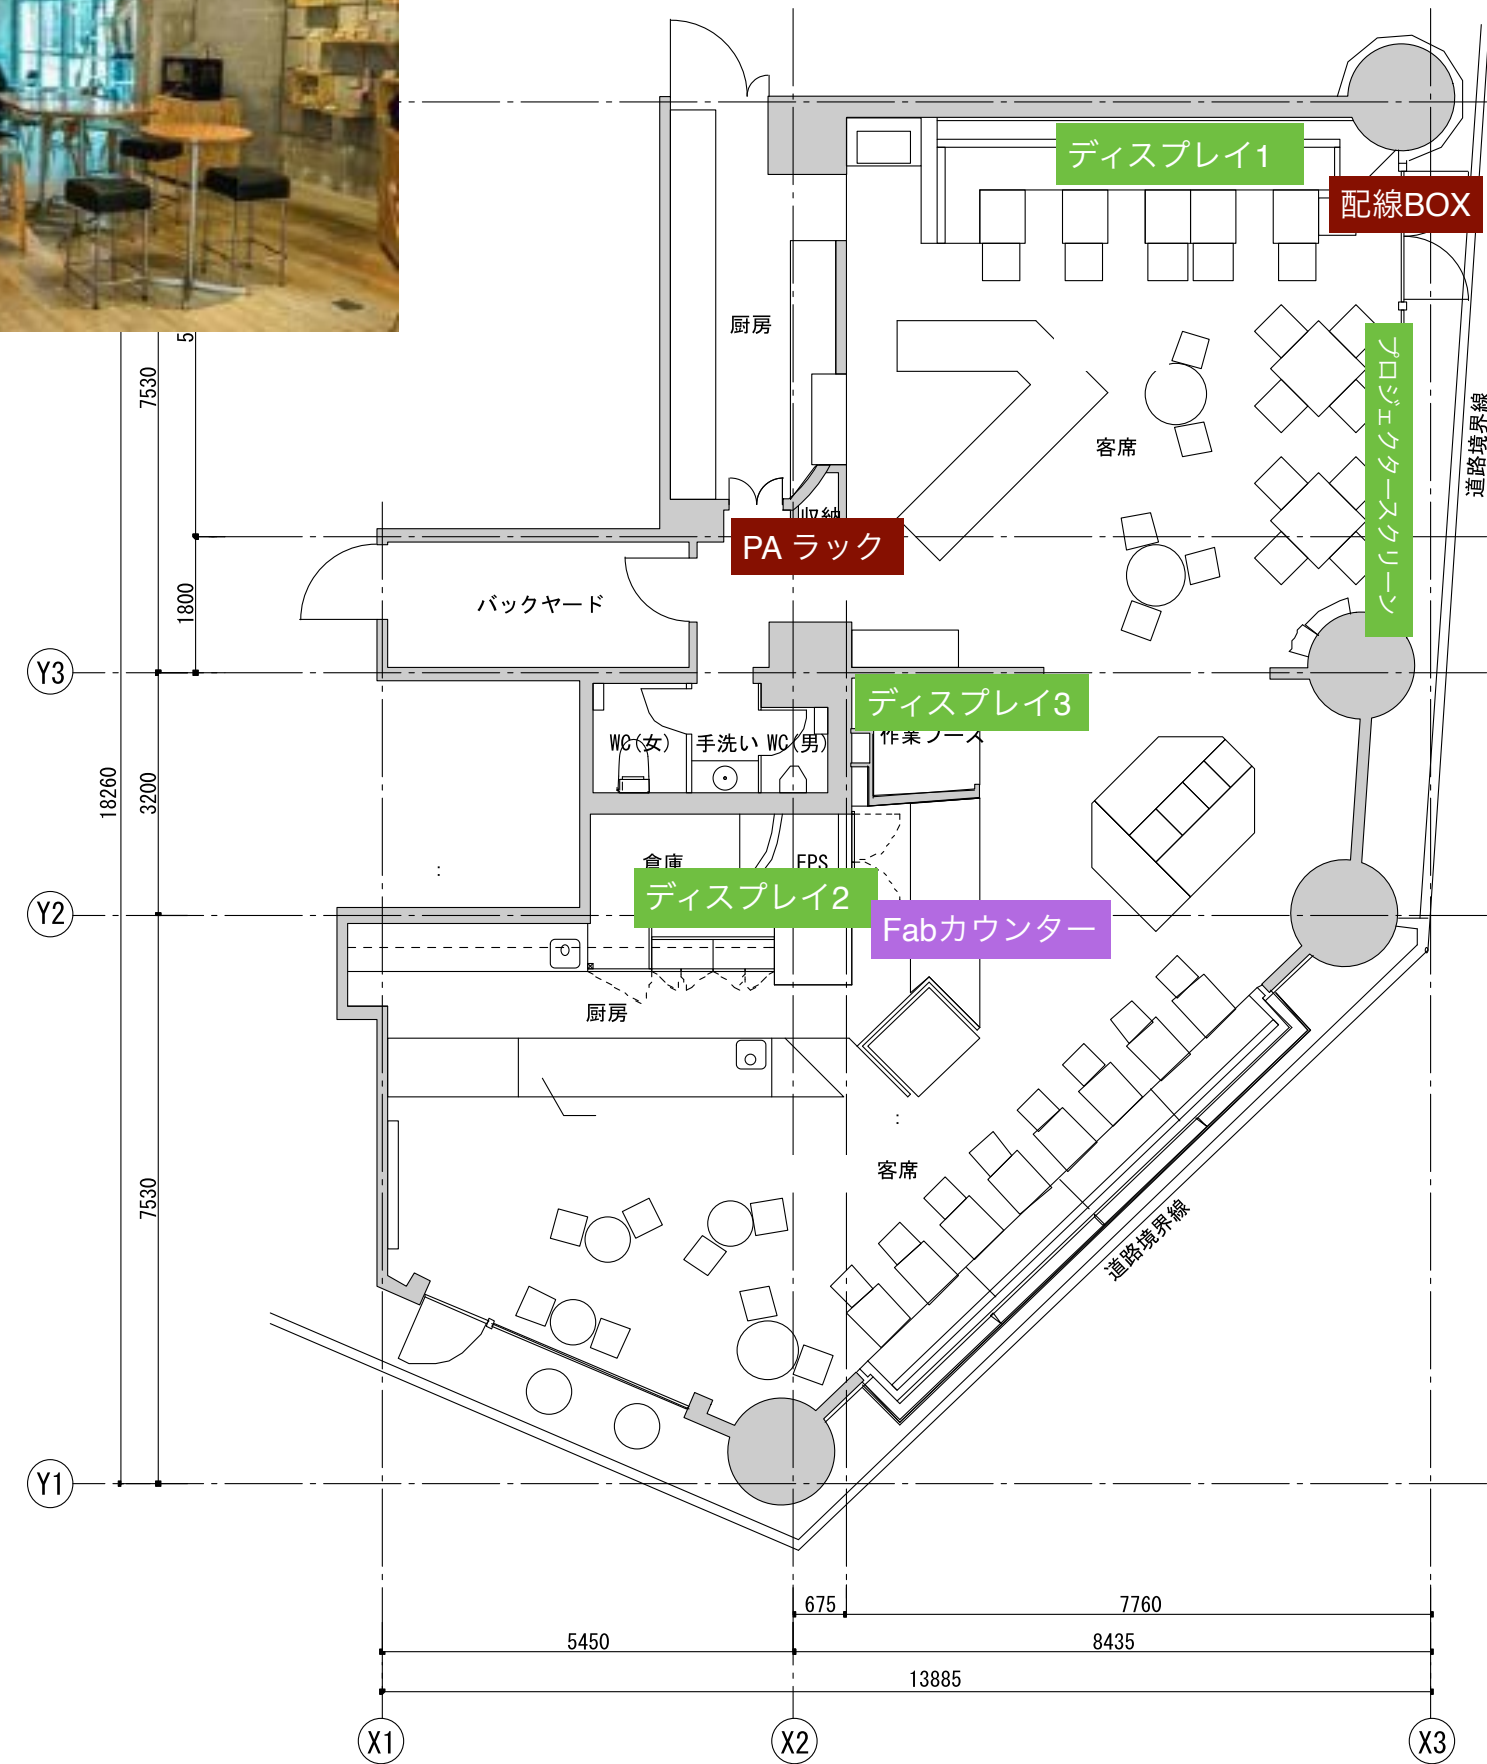 ディスプレイ1
配線BOX
厨房
5
7530
プロジェクタースクリーン
道路境界線
客席
収納
PA ラック
バックヤード
1800
Y3
ディスプレイ3
WC(女)
手洗い
WC(男)
作業ブース
18260
3200
倉庫
EPS
ディスプレイ2
Y2
Fabカウンター
厨房
客席
7530
道路境界線
Y1
675
7760
5450
8435
13885
X1
X2
X3